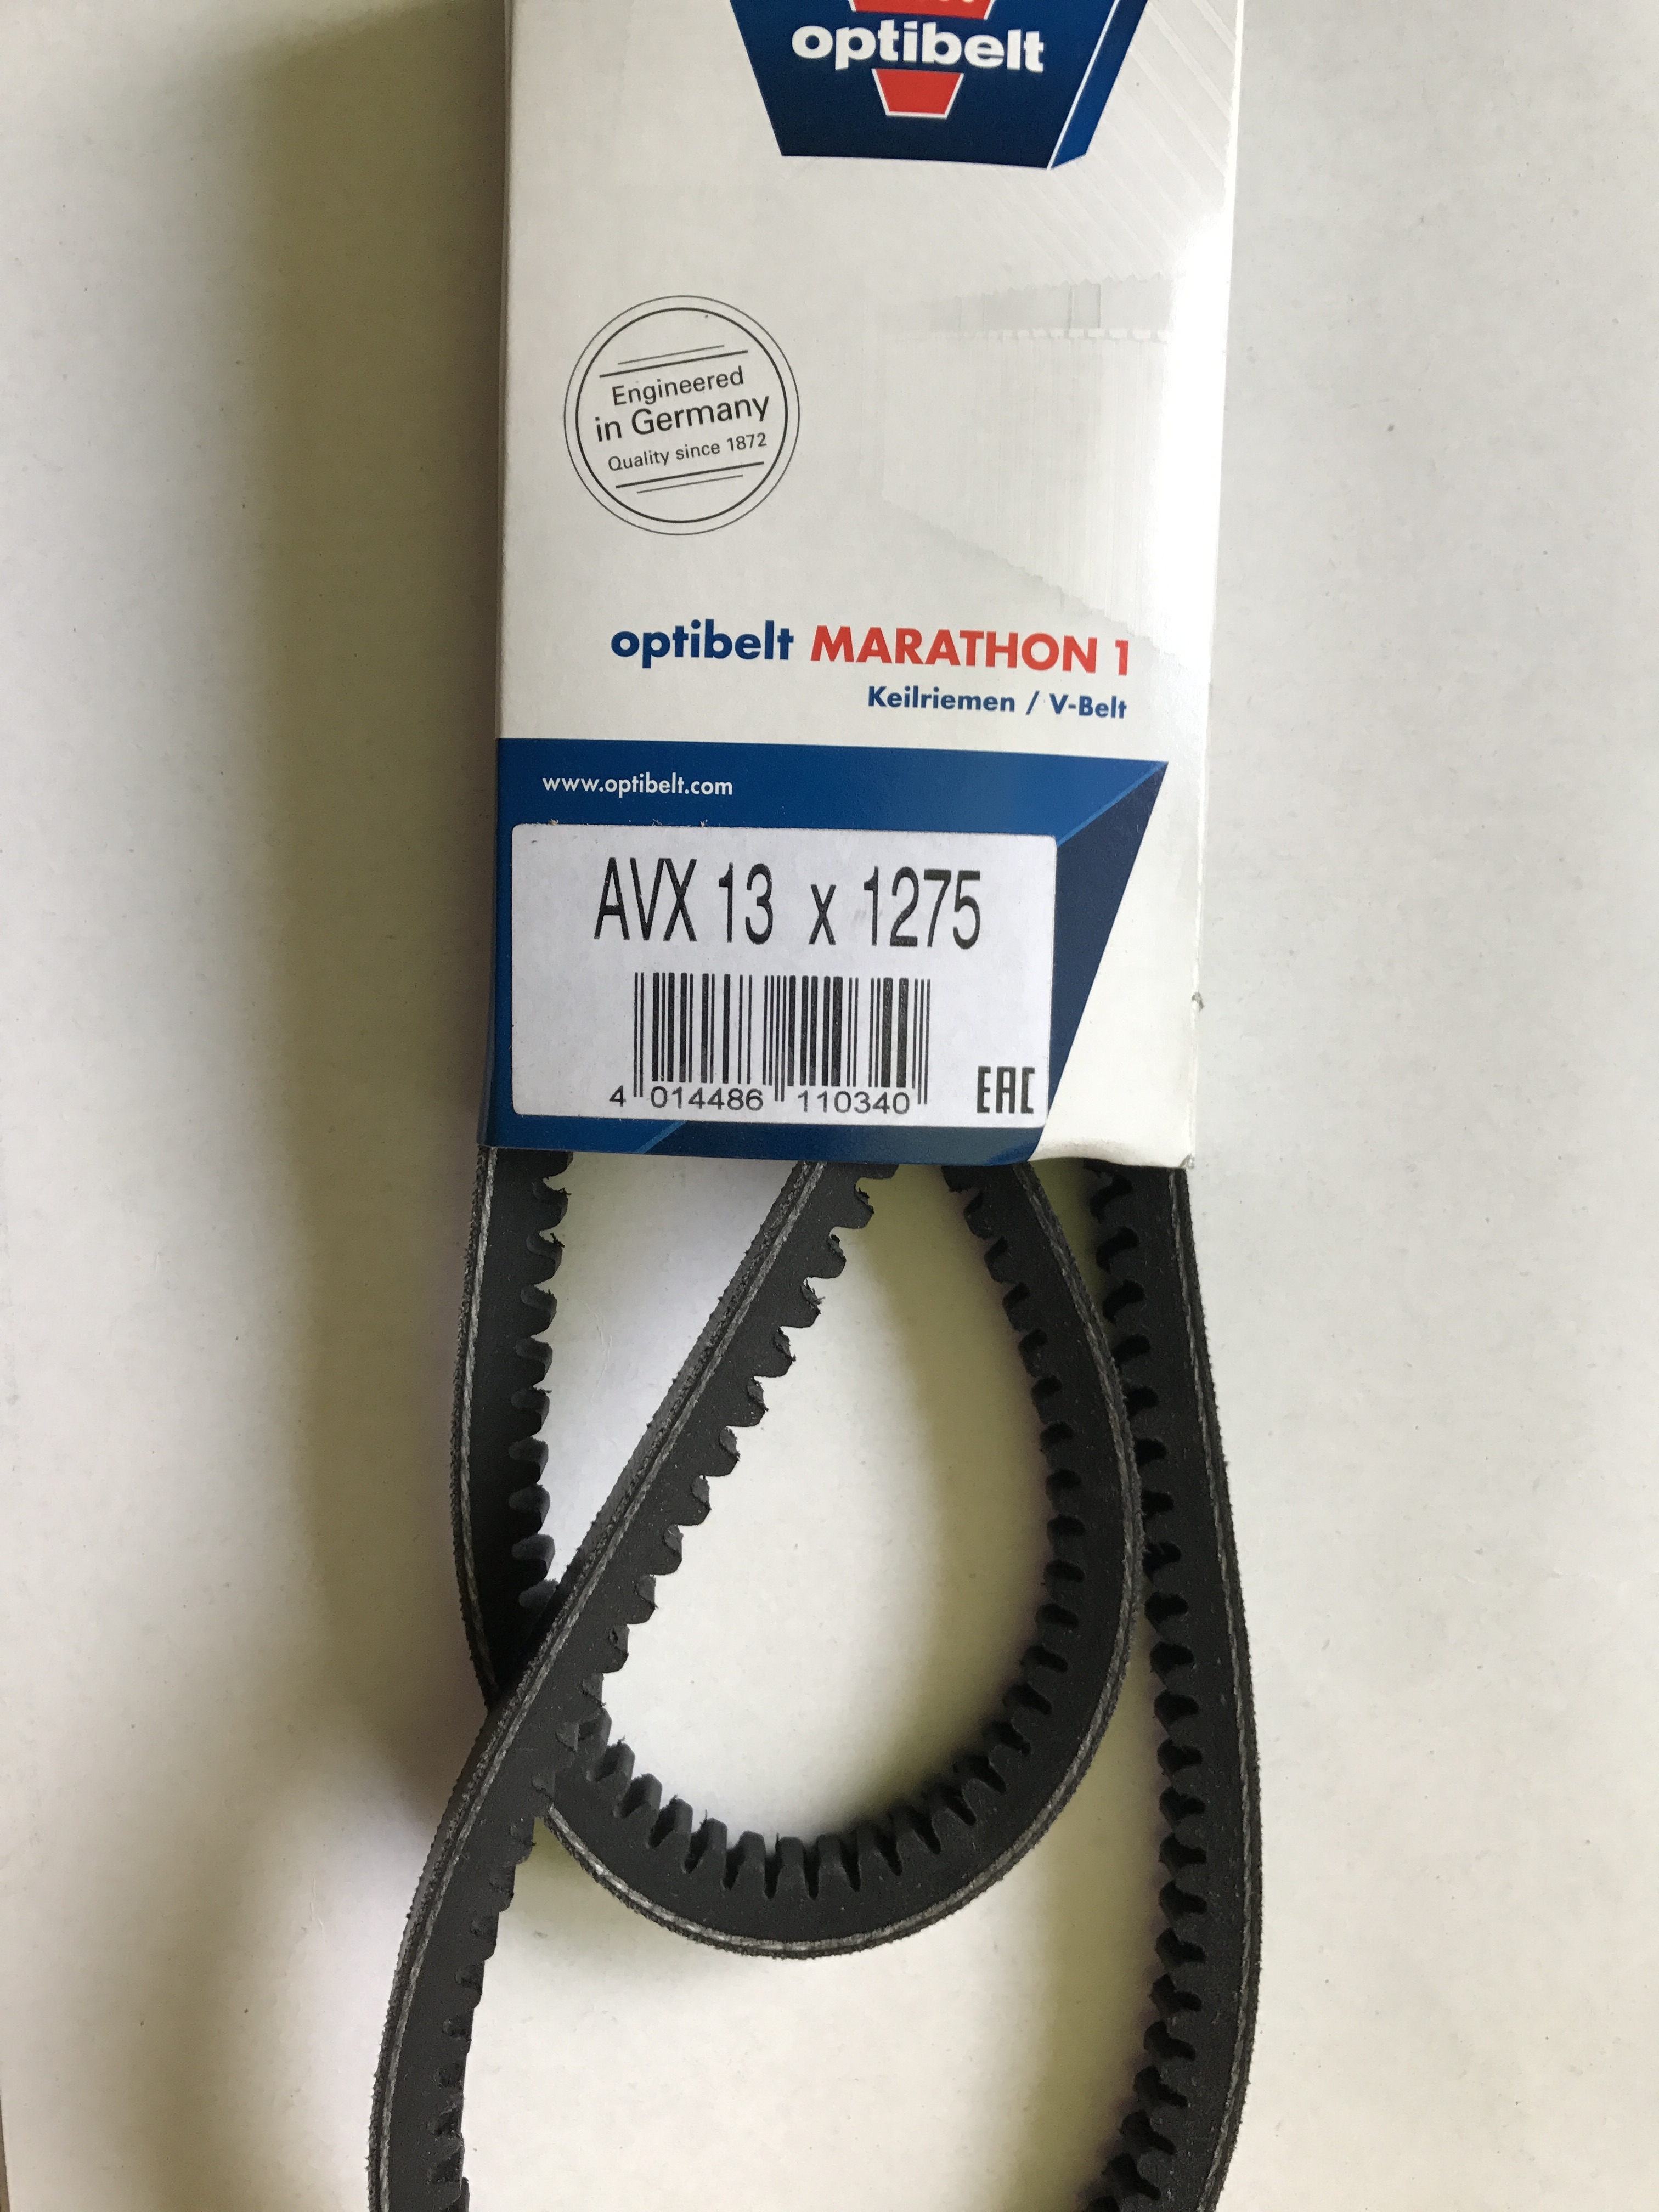 optibelt
Engineered
in Germany
Quality since 1872
optibelt MARATHON 1
Keilriemen / V-Belt
www.optibelt.com
AVX 13 x 1275
4 014486 110340
EAC